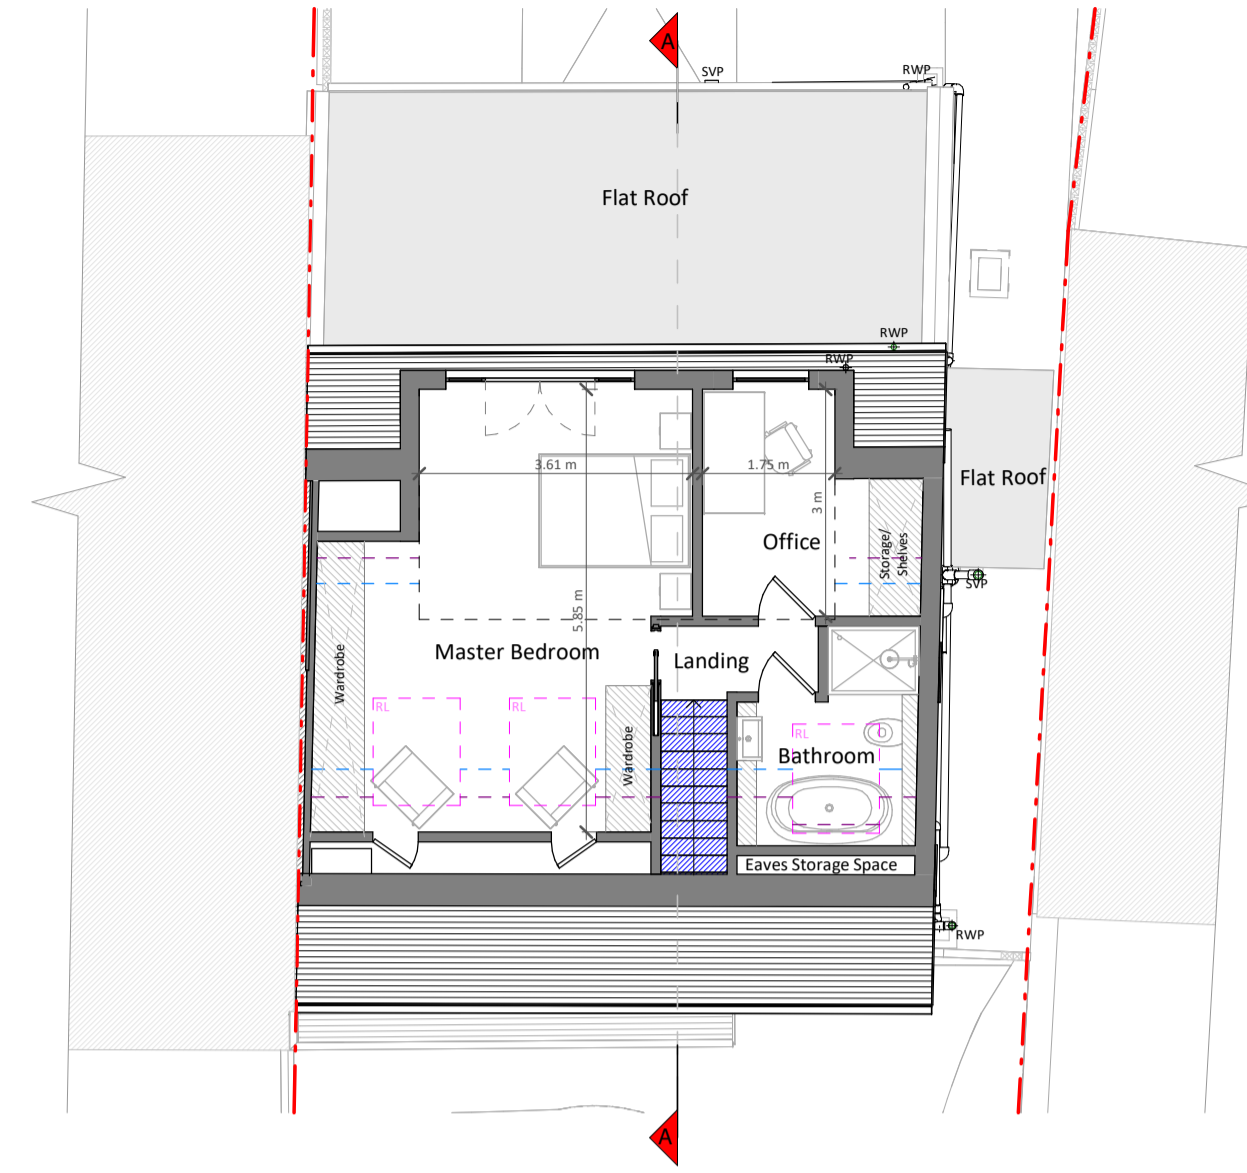 A
SVP
RWP
Flat Roof
RWP
RWP
3.61 m
1.75 m
Flat Roof
3 m
Office
Storage/
Shelves
SVP
5.85 m
Master Bedroom
Landing
Wardrobe
RL
RL
RL
Wardrobe
Bathroom
Eaves Storage Space
RWP
A